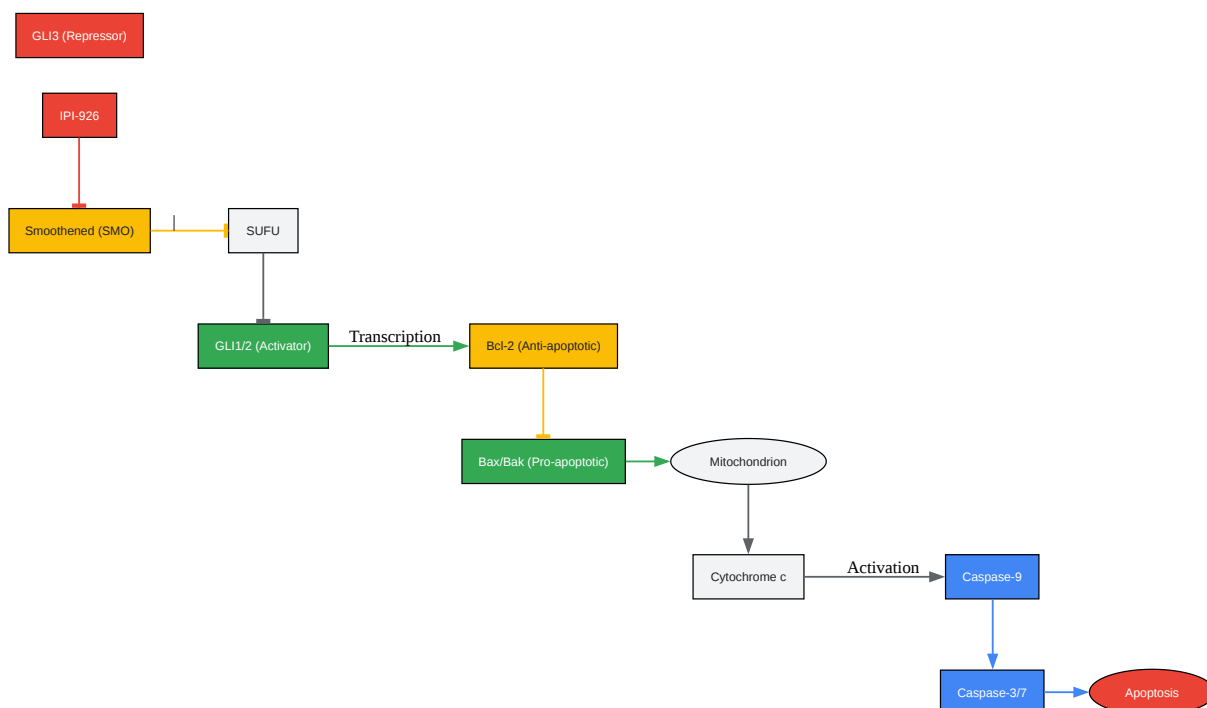 GLI3 (Repressor)
IPI-926
Smoothened (SMO)
SUFU
GLI1/2 (Activator)
Transcription
Bcl-2 (Anti-apoptotic)
Bax/Bak (Pro-apoptotic)
Mitochondrion
Cytochrome c
Activation
Caspase-9
Caspase-3/7
Apoptosis